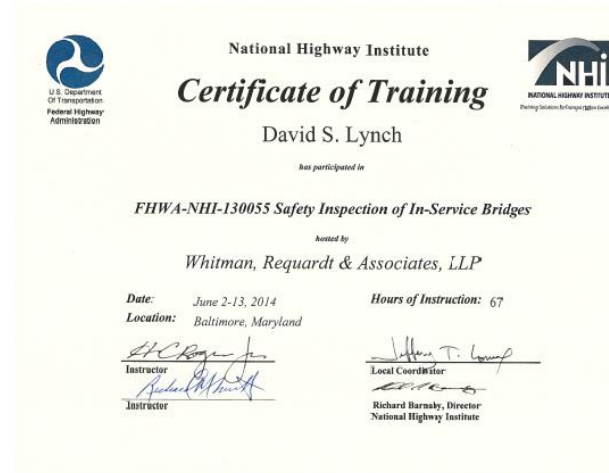 National Highway Institute
U.S. Department
Of Transportation
Federal Highway
Administration
NHI
NATIONAL HIGHWAY INSTITUTE
Certificate of Training
David S. Lynch
has participated in
FHWA-NHI-130055 Safety Inspection of In-Service Bridges
hosted by
Whitman, Requardt & Associates, LLP
Date: June 2-13, 2014
Hours of Instruction: 67
Location: Baltimore, Maryland
Instructor
Local Coordinator
Instructor
Richard Barnaby, Director
National Highway Institute